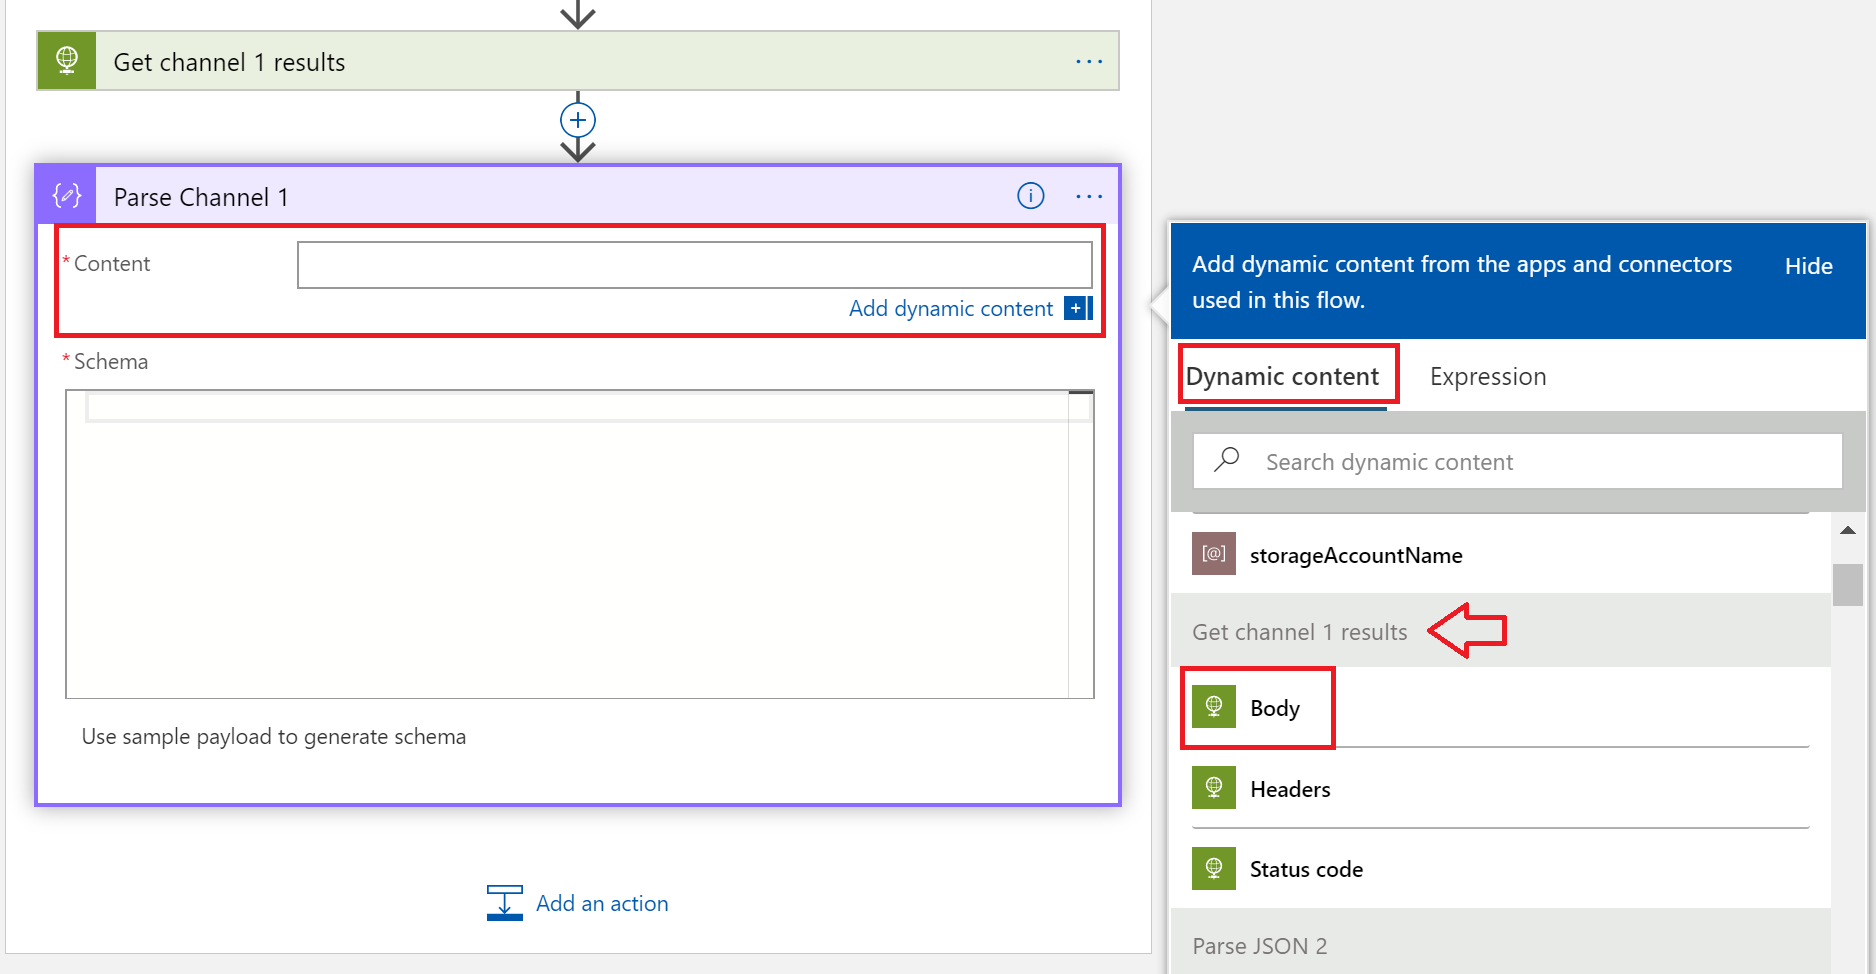 Get channel 1 results
...
Parse Channel 1
...
* Content
Add dynamic content
* Schema
Use sample payload to generate schema
Add an action
Add dynamic content from the apps and connectors
used in this flow.
Hide
Dynamic content
Expression
Search dynamic content
[@] storageAccountName
Get channel 1 results
Body
Headers
Status code
Parse JSON 2